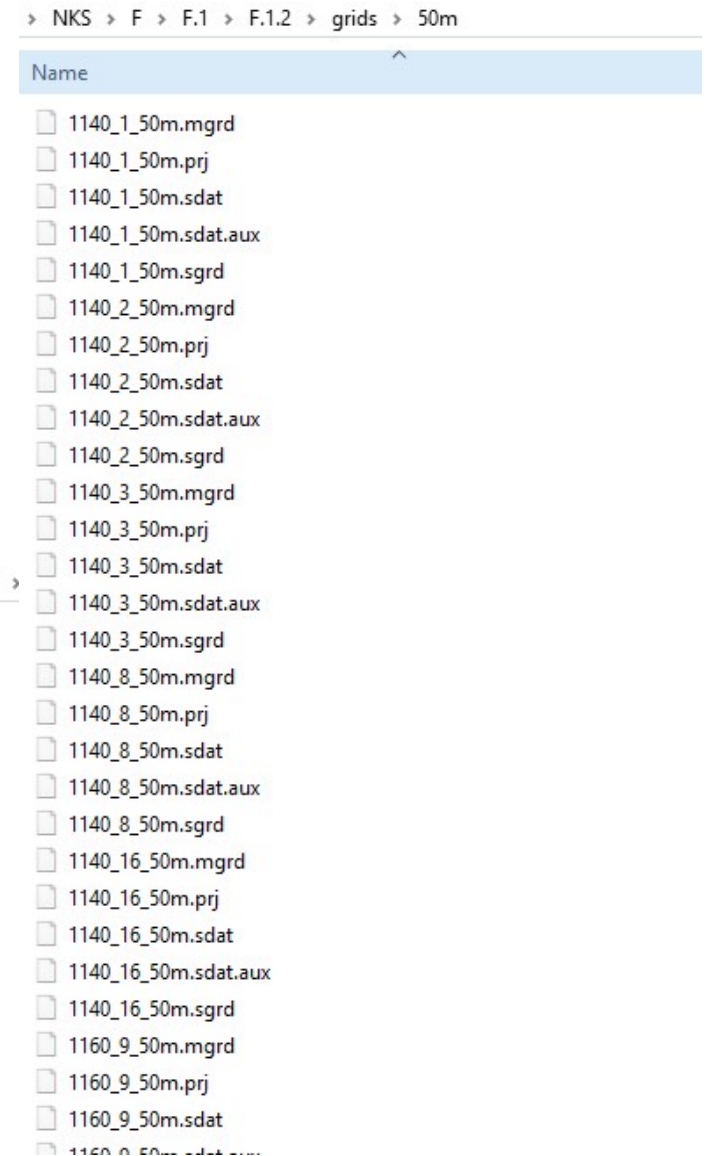 NKS > F > F.1 > F.1.2 > grids > 50m
Name
1140_1_50m.mgrd
1140_1_50m.prj
1140_1_50m.sdat
1140_1_50m.sdat.aux
1140_1_50m.sgrd
1140_2_50m.mgrd
1140_2_50m.prj
1140_2_50m.sdat
1140_2_50m.sdat.aux
1140_2_50m.sgrd
1140_3_50m.mgrd
1140_3_50m.prj
1140_3_50m.sdat
1140_3_50m.sdat.aux
1140_3_50m.sgrd
1140_8_50m.mgrd
1140_8_50m.prj
1140_8_50m.sdat
1140_8_50m.sdat.aux
1140_8_50m.sgrd
1140_16_50m.mgrd
1140_16_50m.prj
1140_16_50m.sdat
1140_16_50m.sdat.aux
1140_16_50m.sgrd
1160_9_50m.mgrd
1160_9_50m.prj
1160_9_50m.sdat
1160_9_50m.sdat.aux